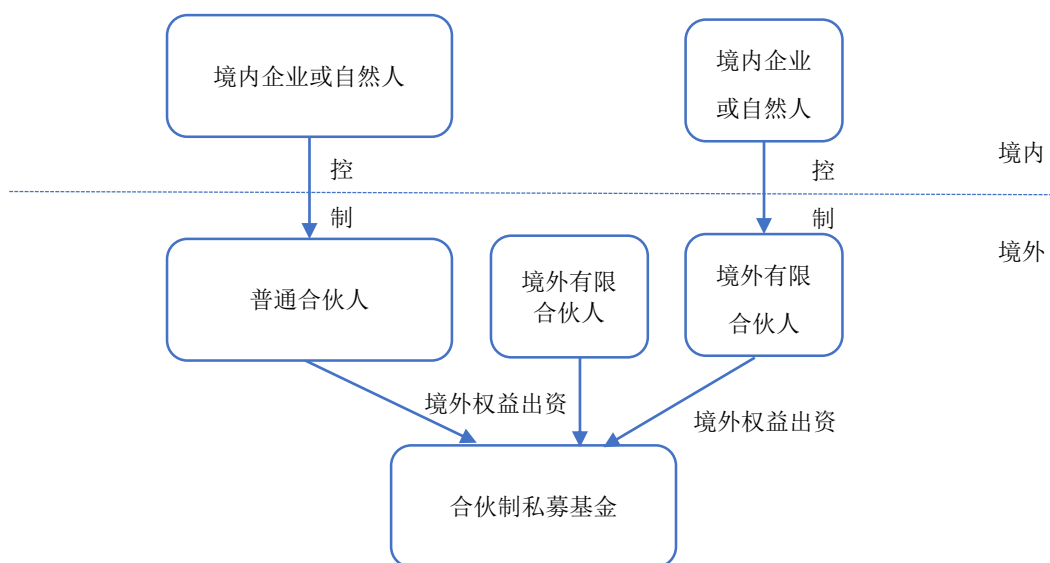 境内企业或自然人
境内企业
或自然人
境内
控
控
制
制
境外
普通合伙人
境外有限
合伙人
境外有限
合伙人
境外权益出资
境外权益出资
合伙制私募基金